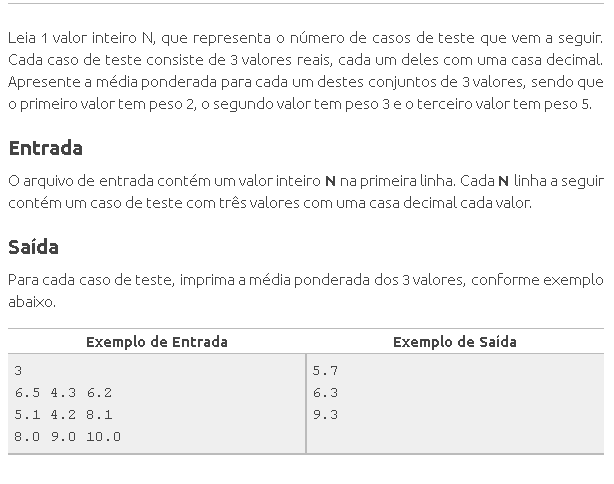 Leia 1 valor inteiro N, que representa o número de casos de teste que vem a seguir.
Cada caso de teste consiste de 3 valores reais, cada um deles com uma casa decimal.
Apresente a média ponderada para cada um destes conjuntos de 3 valores, sendo que
o primeiro valor tem peso 2, o segundo valor tem peso 3 e o terceiro valor tem peso 5.
Entrada
O arquivo de entrada contém um valor inteiro N na primeira linha. Cada N linha a seguir
contém um caso de teste com três valores com uma casa decimal cada valor.
Saída
Para cada caso de teste, imprima a média ponderada dos 3 valores, conforme exemplo
abaixo.
Exemplo de Entrada Exemplo de Saída
3 5.7
6.5 4.3 6.2 6.3
5.1 4.2 8.1 9.3
8.0 9.0 10.0